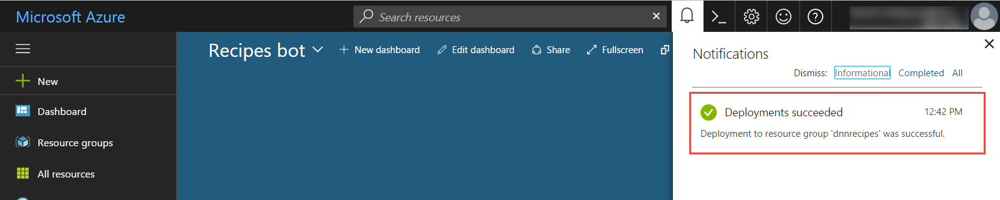 Microsoft Azure
Search resources
New
Dashboard
Resource groups
All resources
Recipes bot
New dashboard
Edit dashboard
Share
Fullscreen
Notifications
Dismiss: Informational Completed All
Deployments succeeded 12:42 PM
Deployment to resource group 'dnnrecipes' was successful.